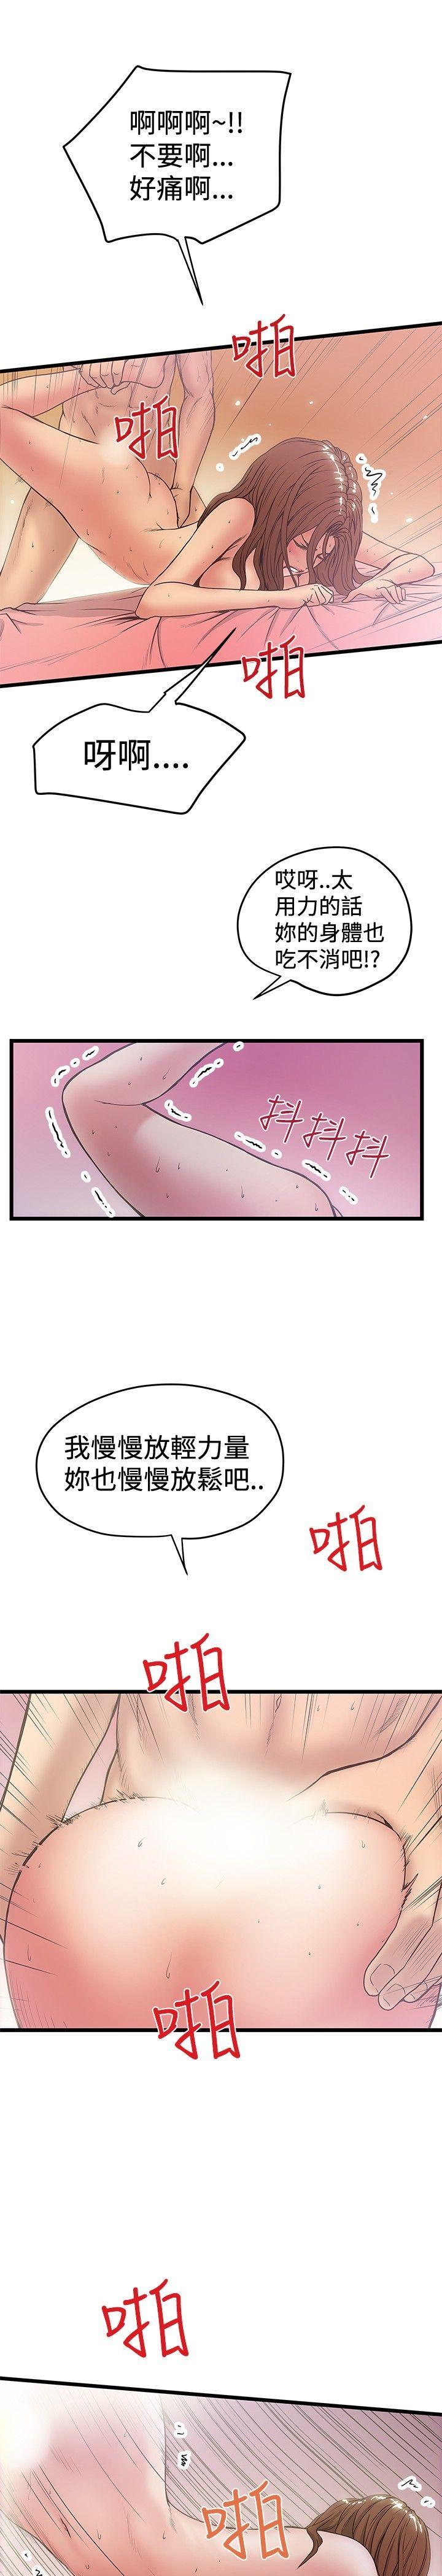 啊啊啊~!!
不要啊...
好痛啊...
啪
啪
啪
呀啊....
哎呀..太
用力的話
妳的身體也
吃不消吧!?
抖抖抖
我慢慢放輕力量
妳也慢慢放鬆吧..
啪
啪
啪
啪
啪